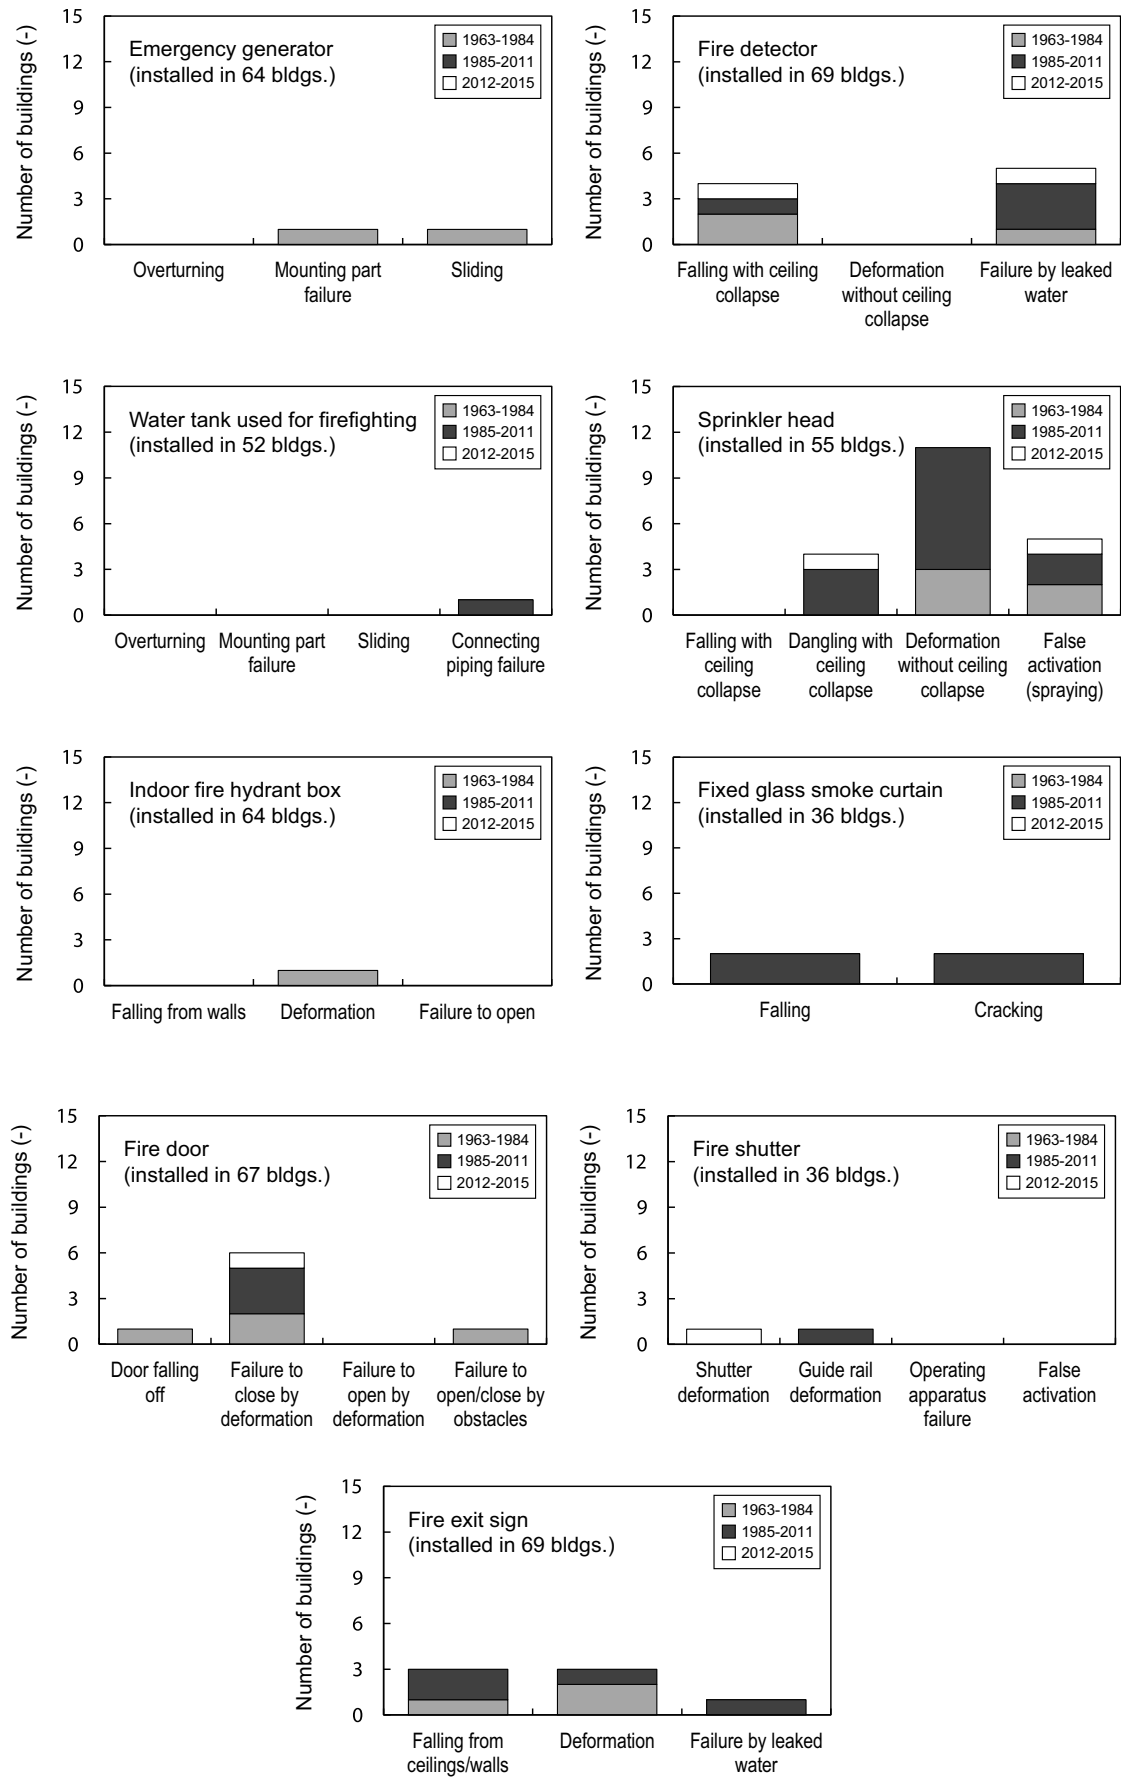 Number of buildings (-)
15
12
9
6
3
0
Emergency generator
(installed in 64 bldgs.)
1963-1984
1985-2011
2012-2015
Overturning
Mounting part
failure
Sliding
Number of buildings (-)
15
12
9
6
3
0
Fire detector
(installed in 69 bldgs.)
1963-1984
1985-2011
2012-2015
Falling with ceiling
collapse
Deformation
without ceiling
collapse
Failure by leaked
water
Number of buildings (-)
15
12
9
6
3
0
Water tank used for firefighting
(installed in 52 bldgs.)
1963-1984
1985-2011
2012-2015
Overturning
Mounting part
failure
Sliding
Connecting
piping failure
Number of buildings (-)
15
12
9
6
3
0
Sprinkler head
(installed in 55 bldgs.)
1963-1984
1985-2011
2012-2015
Falling with
ceiling
collapse
Dangling with
ceiling
collapse
Deformation
without ceiling
collapse
False
activation
(spraying)
Number of buildings (-)
15
12
9
6
3
0
Indoor fire hydrant box
(installed in 64 bldgs.)
1963-1984
1985-2011
2012-2015
Falling from walls
Deformation
Failure to open
Number of buildings (-)
15
12
9
6
3
0
Fixed glass smoke curtain
(installed in 36 bldgs.)
1963-1984
1985-2011
2012-2015
Falling
Cracking
Number of buildings (-)
15
12
9
6
3
0
Fire door
(installed in 67 bldgs.)
1963-1984
1985-2011
2012-2015
Door falling
off
Failure to
close by
deformation
Failure to
open by
deformation
Failure to
open/close by
obstacles
Number of buildings (-)
15
12
9
6
3
0
Fire shutter
(installed in 36 bldgs.)
1963-1984
1985-2011
2012-2015
Shutter
deformation
Guide rail
deformation
Operating
apparatus
failure
False
activation
Number of buildings (-)
15
12
9
6
3
0
Fire exit sign
(installed in 69 bldgs.)
1963-1984
1985-2011
2012-2015
Falling from
ceilings/walls
Deformation
Failure by leaked
water